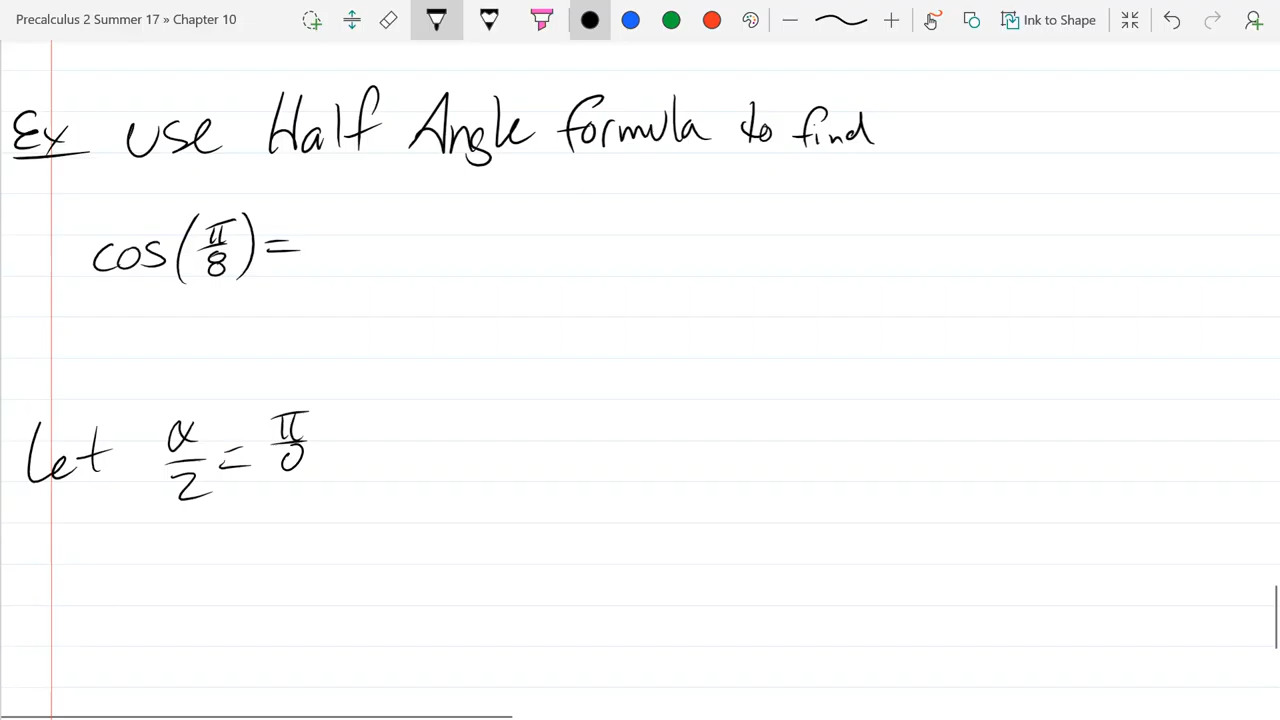 Precalculus 2 Summer 17 » Chapter 10
Ink to Shape
Ex Use Half Angle formula to find
cos(π/8)=
Let α/2 = π/0